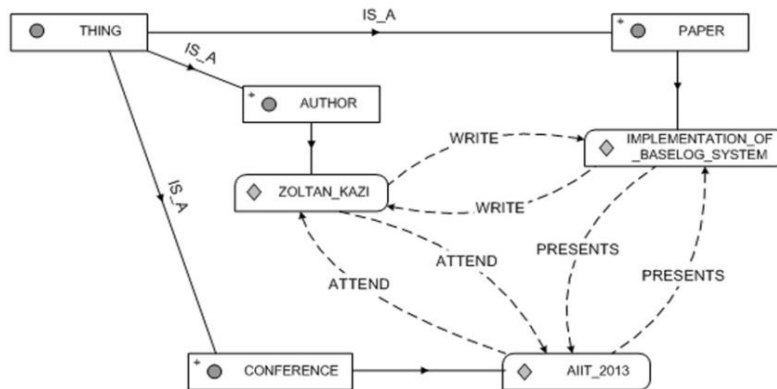 IS_A
THING
PAPER
IS_A
AUTHOR
WRITE
IMPLEMENTATION_OF
_BASELOG_SYSTEM
ZOLTAN_KAZI
IS_A
WRITE
ATTEND
PRESENTS
ATTEND
PRESENTS
CONFERENCE
AIIT_2013